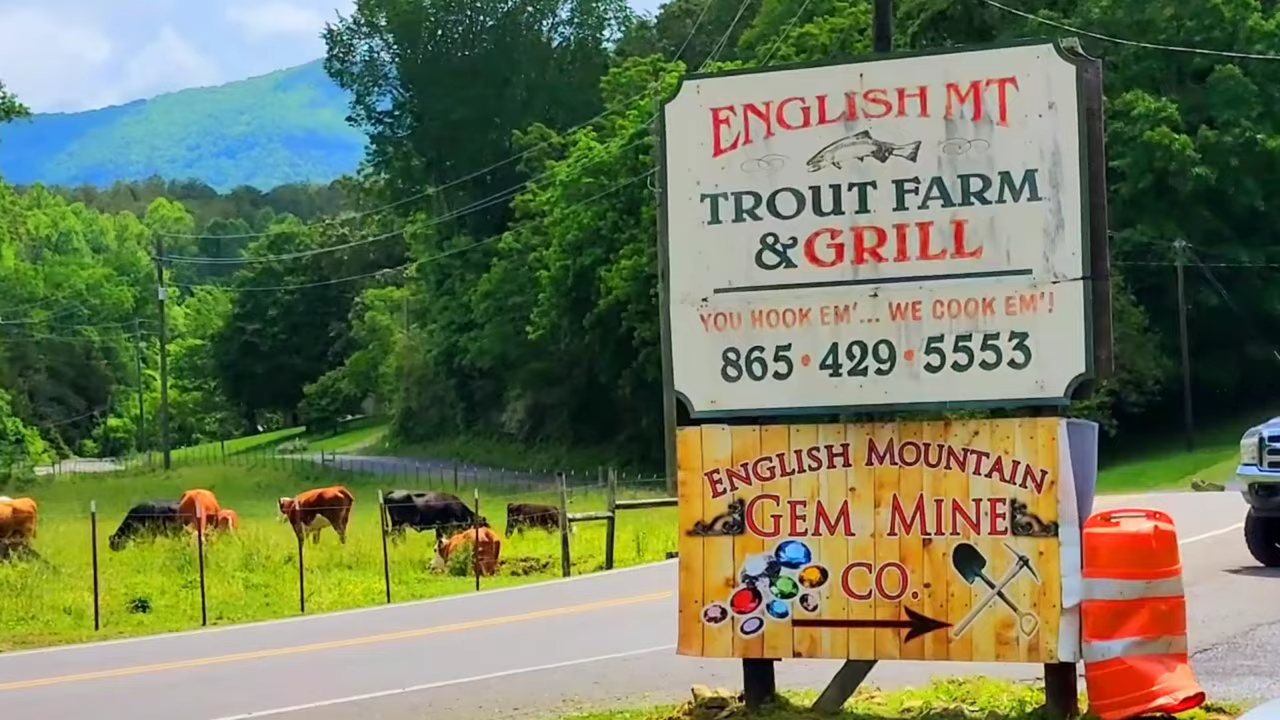 ENGLISH MT
TROUT FARM
& GRILL
"YOU HOOK EM'... WE COOK EM'!
865 • 429 • 5553
ENGLISH MOUNTAIN
GEM MINE
CO.